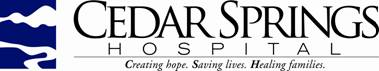 CEDAR SPRINGS
HOSPITAL
Creating hope. Saving lives. Healing families.